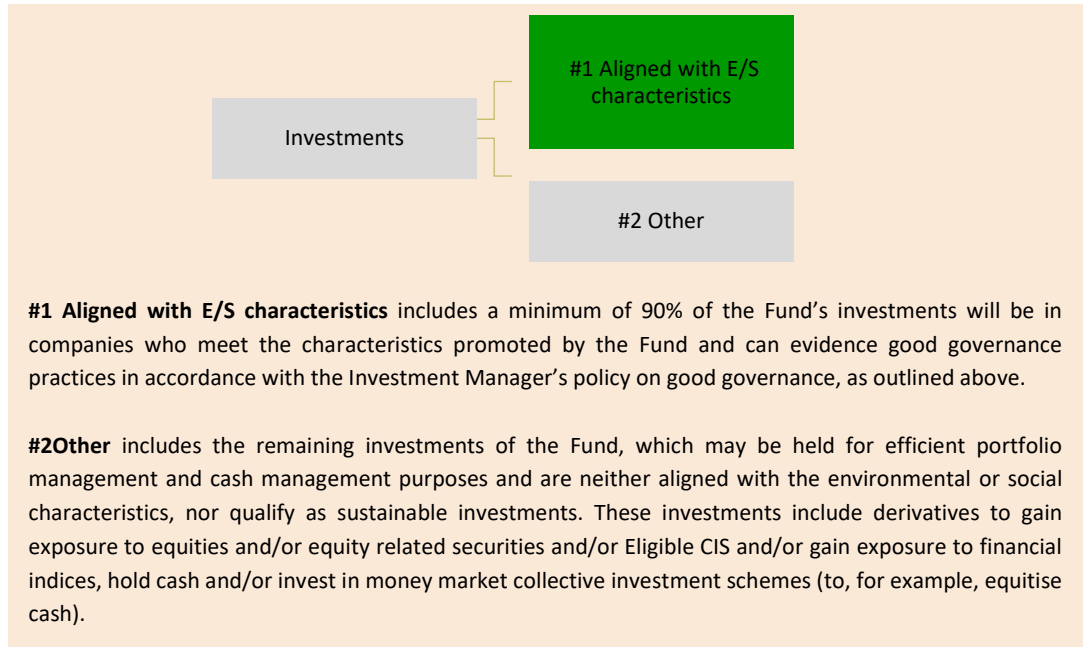 #1 Aligned with E/S
characteristics
Investments
#2 Other
#1 Aligned with E/S characteristics includes a minimum of 90% of the Fund’s investments will be in
companies who meet the characteristics promoted by the Fund and can evidence good governance
practices in accordance with the Investment Manager’s policy on good governance, as outlined above.
#2Other includes the remaining investments of the Fund, which may be held for efficient portfolio
management and cash management purposes and are neither aligned with the environmental or social
characteristics, nor qualify as sustainable investments. These investments include derivatives to gain
exposure to equities and/or equity related securities and/or Eligible CIS and/or gain exposure to financial
indices, hold cash and/or invest in money market collective investment schemes (to, for example, equitise
cash).